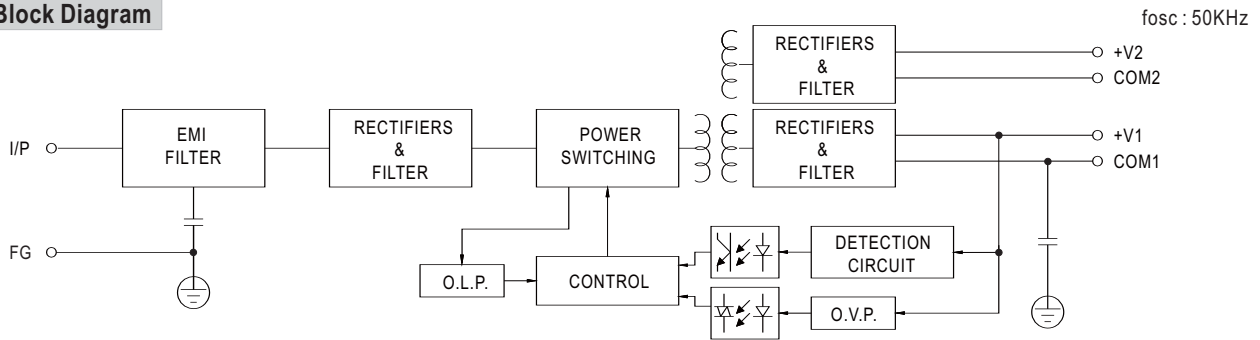 Block Diagram
fosc : 50KHz
RECTIFIERS
&
FILTER
+V2
COM2
I/P
EMI
FILTER
RECTIFIERS
&
FILTER
POWER
SWITCHING
RECTIFIERS
&
FILTER
+V1
COM1
FG
O.L.P.
CONTROL
DETECTION
CIRCUIT
O.V.P.